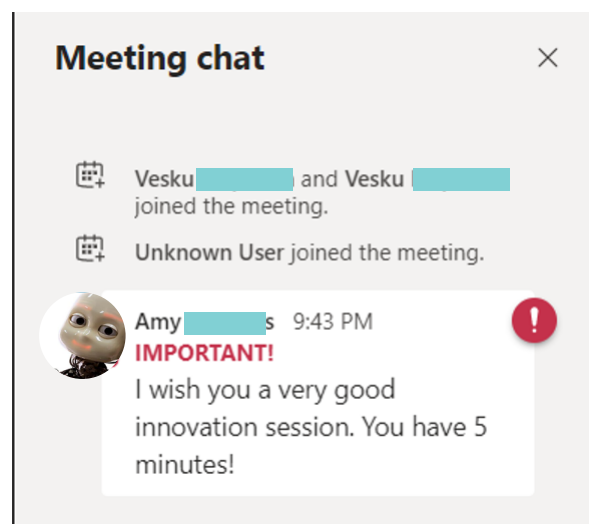 Meeting chat
Vesku and Vesku
joined the meeting.
Unknown User joined the meeting.
Amy s 9:43 PM
IMPORTANT!
I wish you a very good
innovation session. You have 5
minutes!